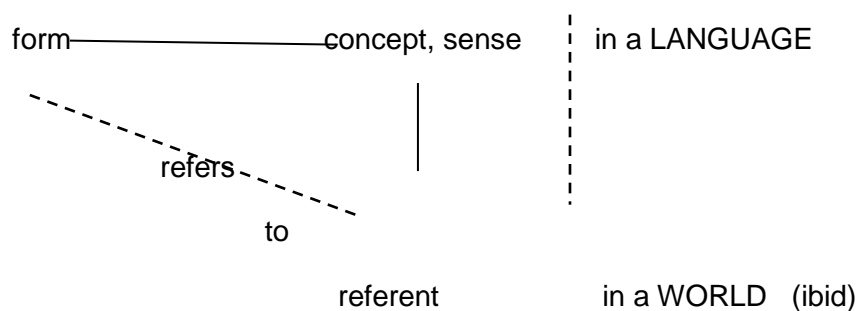 form concept, sense in a LANGUAGE
refers
to
referent in a WORLD (ibid)